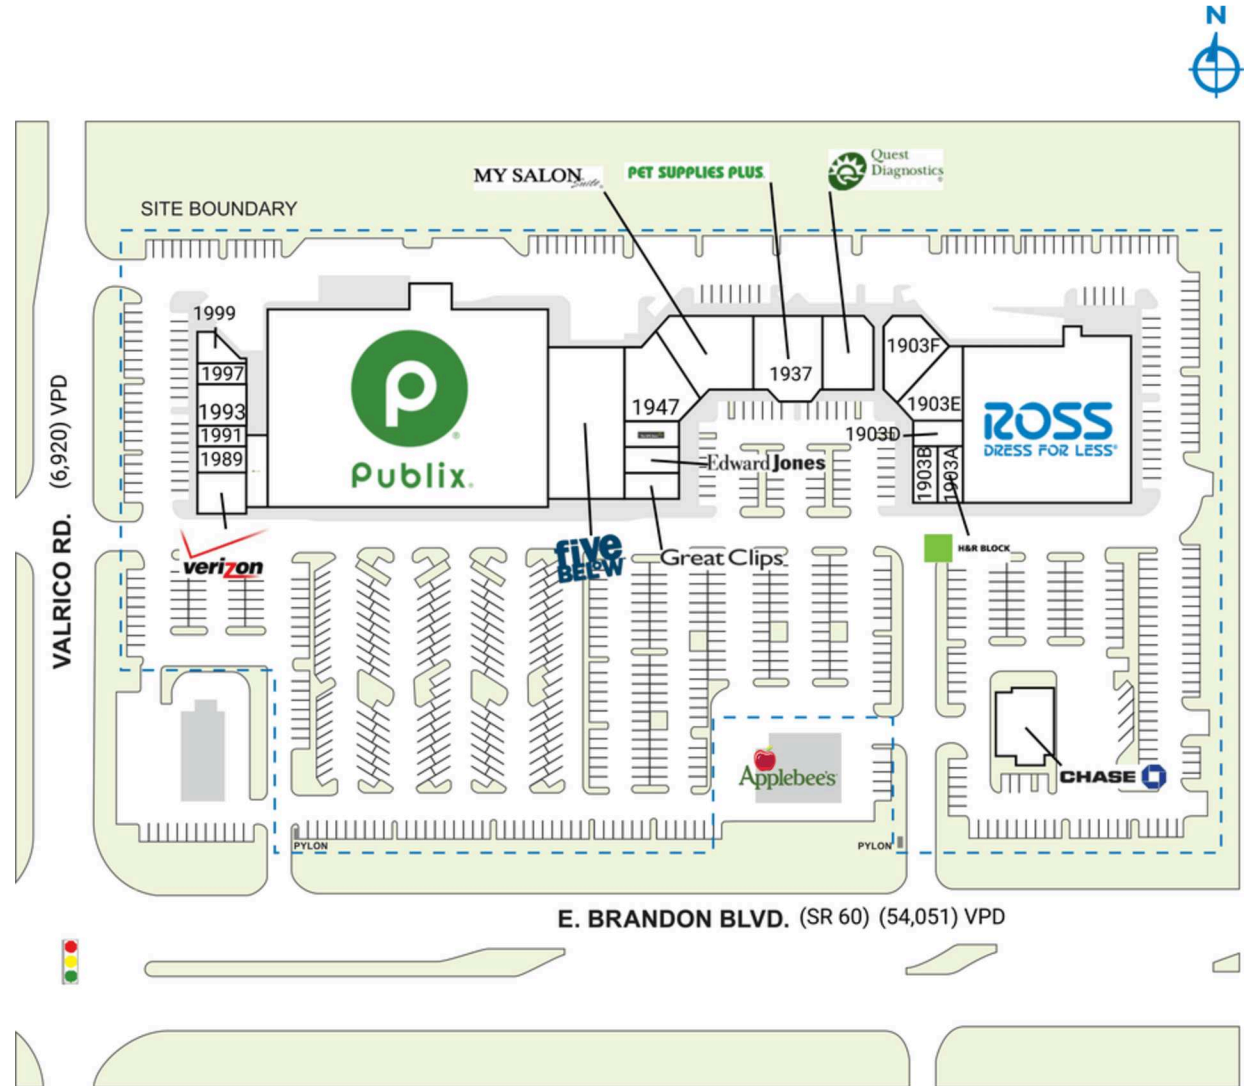 N
Quest
Diagnostics
MY SALON
Suite
PET SUPPLIES PLUS
SITE BOUNDARY
1999
1997
1993
1991
1989
Publix
1947
1937
1903F
1903E
1903D
1903B
1903A
ROSS
DRESS FOR LESS
Edward Jones
verizon
five
BELOW
Great Clips
H&R BLOCK
VALRICO RD. (6,920) VPD
Applebee's
CHASE
PYLON
PYLON
E. BRANDON BLVD. (SR 60) (54,051) VPD